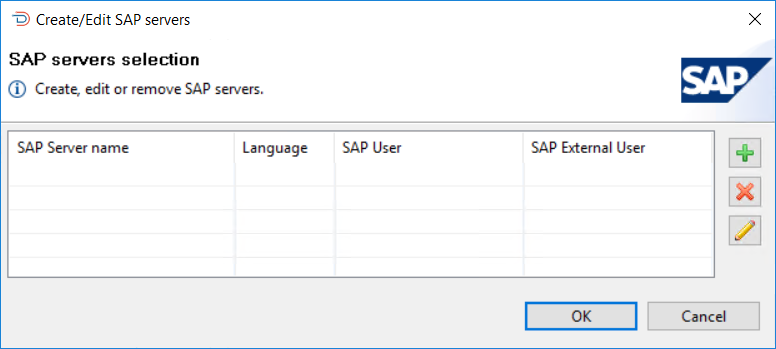 Create/Edit SAP servers
SAP servers selection
Create, edit or remove SAP servers.
SAP
SAP Server name Language SAP User SAP External User
OK Cancel